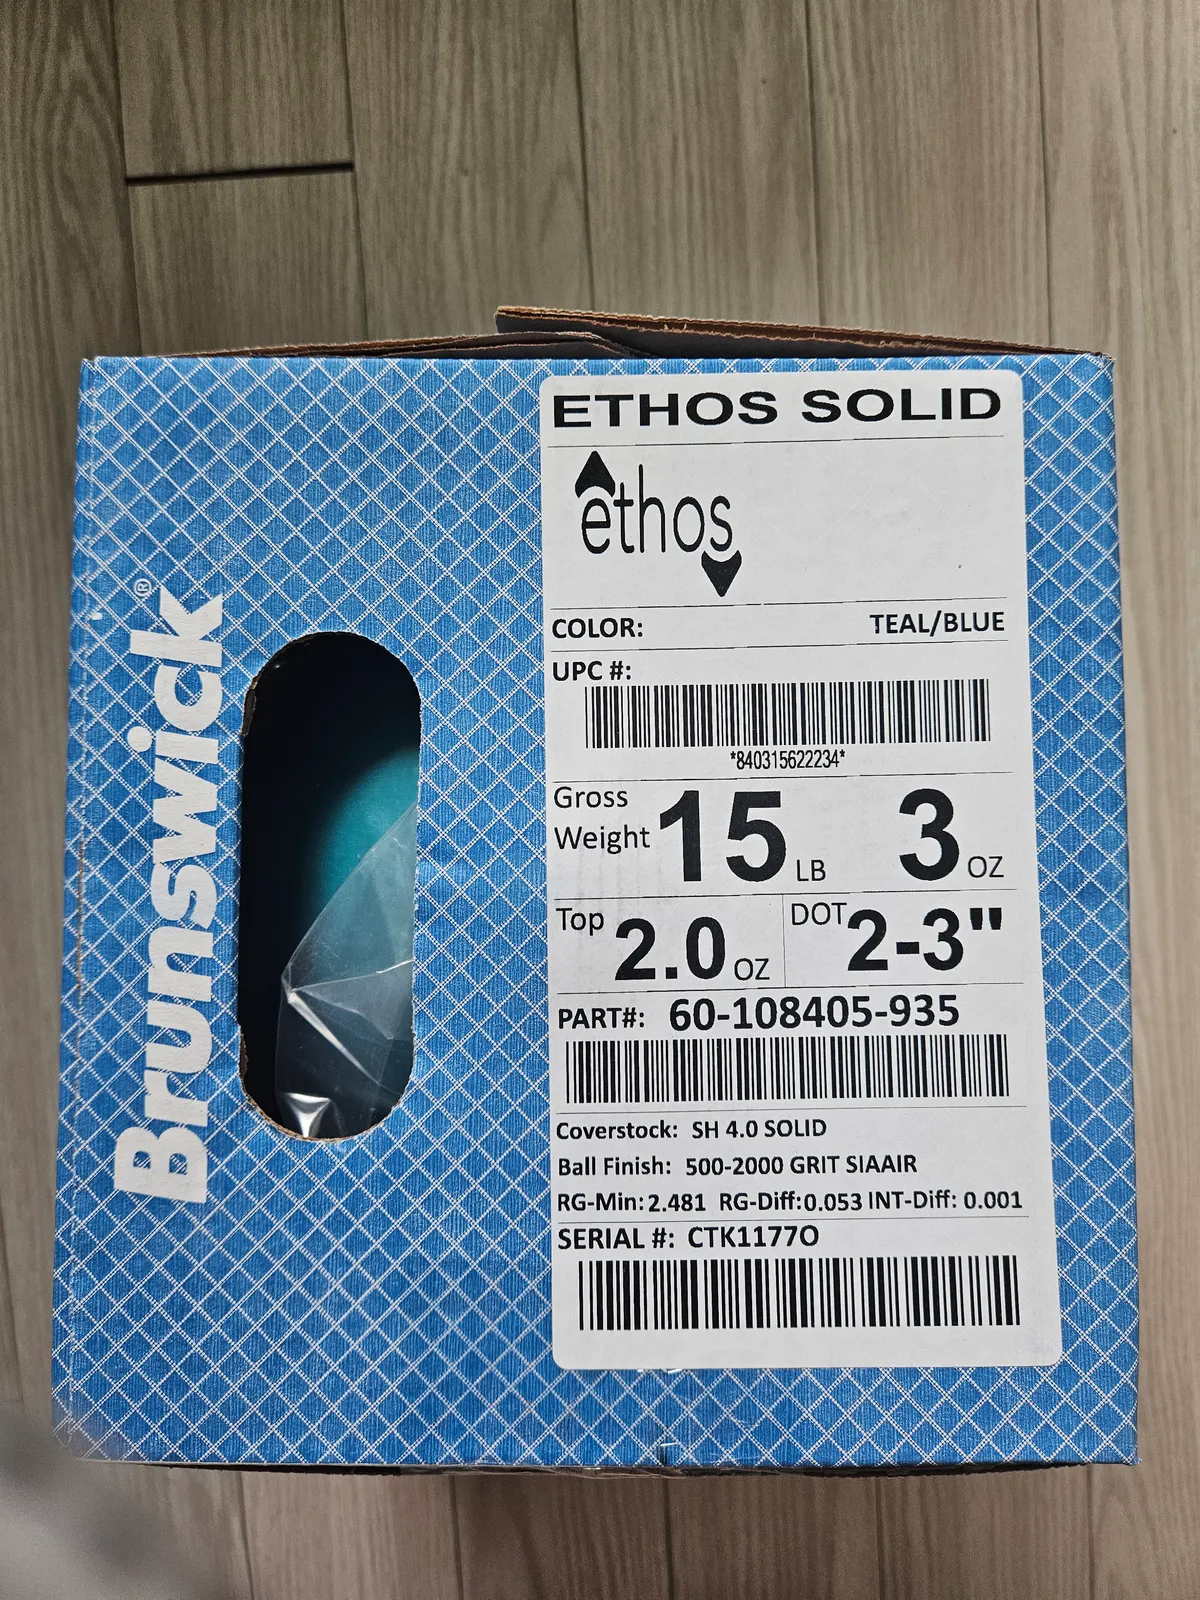 Brunswick®
ETHOS SOLID
ethos
COLOR: TEAL/BLUE
UPC #:
*840315622234*
Gross Weight 15 LB 3 OZ
Top 2.0 OZ DOT 2-3"
PART#: 60-108405-935
Coverstock: SH 4.0 SOLID
Ball Finish: 500-2000 GRIT SIAAIR
RG-Min: 2.481 RG-Diff: 0.053 INT-Diff: 0.001
SERIAL #: CTK1177O